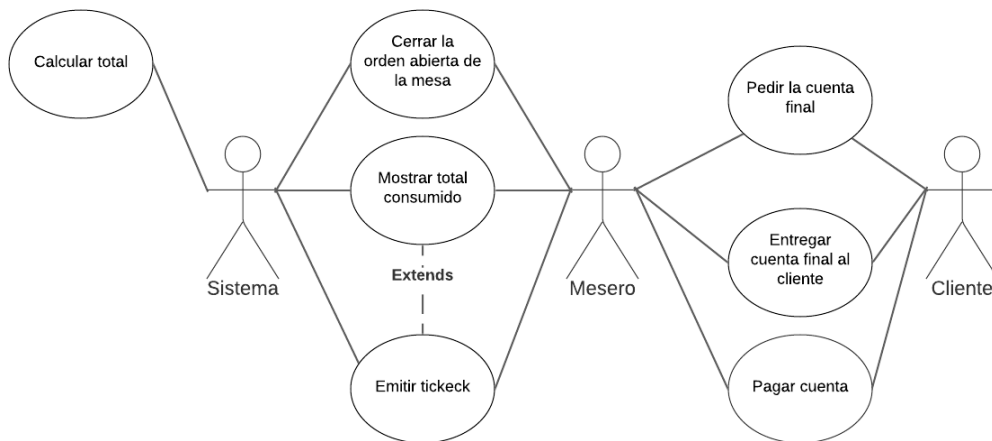 Calcular total
Cerrar la
orden abierta de
la mesa
Pedir la cuenta
final
Mostrar total
consumido
Entregar
cuenta final al
cliente
Extends
Sistema
Mesero
Cliente
Emitir tickeck
Pagar cuenta